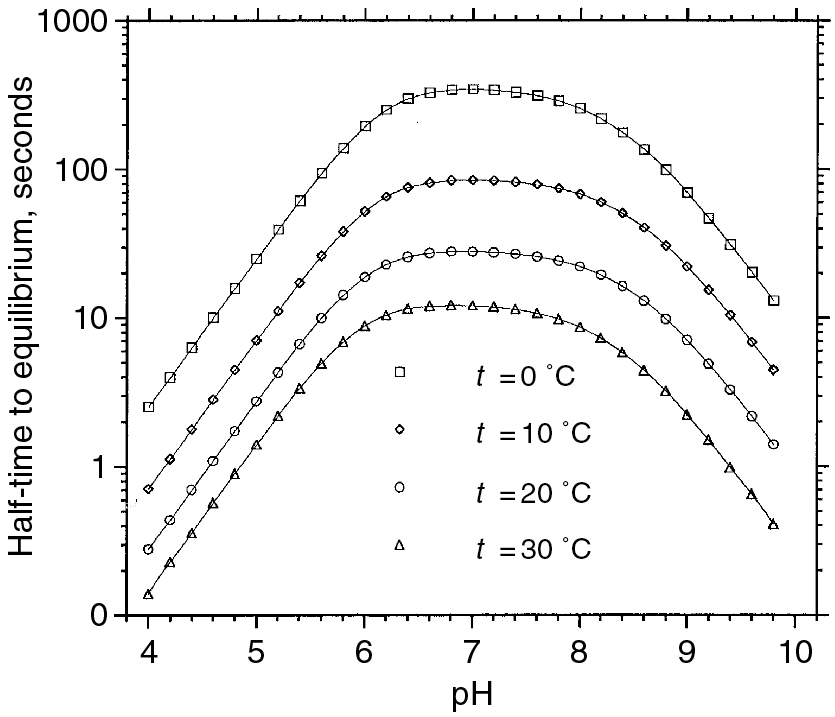 Half-time to equilibrium, seconds
1000
100
10
1
0
t = 0 °C
t = 10 °C
t = 20 °C
t = 30 °C
4 5 6 7 8 9 10
pH